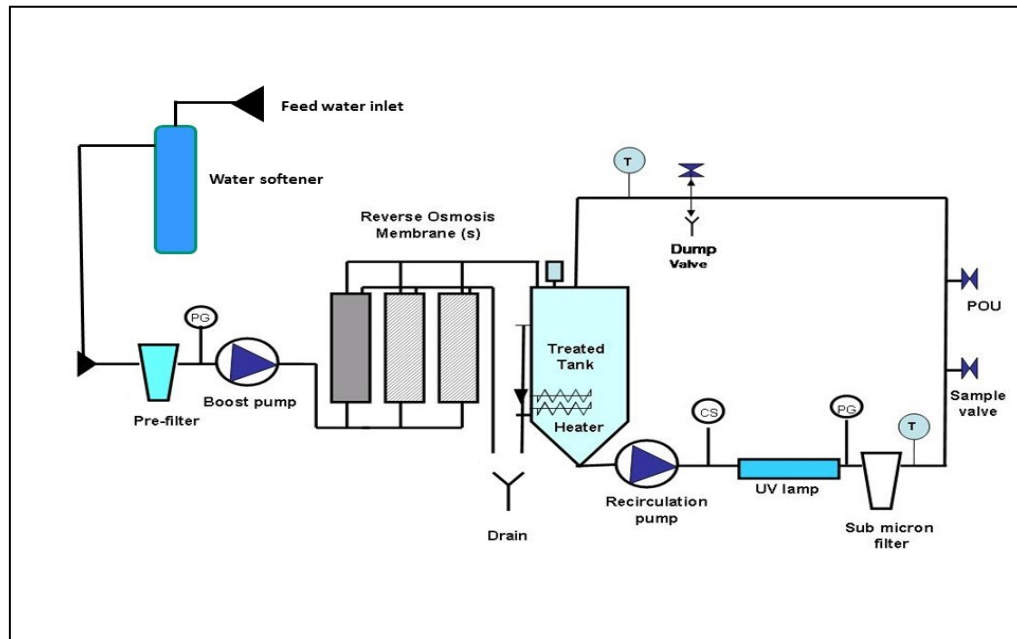 Feed water inlet
Water softener
Reverse Osmosis
Membrane (s)
T
Dump
Valve
POU
PG
Pre-filter
Boost pump
Treated
Tank
Heater
Sample
valve
CS
PG
T
Recirculation
pump
UV lamp
Sub micron
filter
Drain